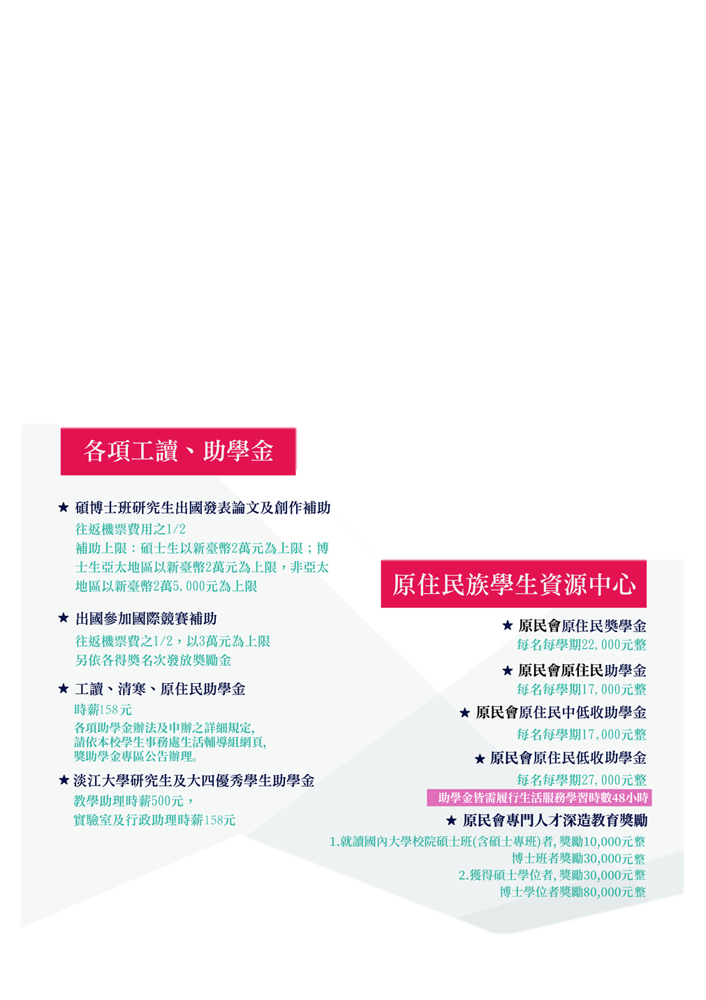 各項工讀、助學金
★ 碩博士班研究生出國發表論文及創作補助
往返機票費用之1/2
補助上限：碩士生以新臺幣2萬元為上限；博
士生亞太地區以新臺幣2萬元為上限，非亞太
地區以新臺幣2萬5,000元為上限
★ 出國參加國際競賽補助
往返機票費之1/2，以3萬元為上限
另依各得獎名次發放獎勵金
★ 工讀、清寒、原住民助學金
時薪158元
各項助學金辦法及申辦之詳細規定,
請依本校學生事務處生活輔導組網頁,
獎助學金專區公告辦理。
★ 淡江大學研究生及大四優秀學生助學金
教學助理時薪500元，
實驗室及行政助理時薪158元
原住民族學生資源中心
★ 原民會原住民獎學金
每名每學期22,000元整
★ 原民會原住民助學金
每名每學期17,000元整
★ 原民會原住民中低收助學金
每名每學期17,000元整
★ 原民會原住民低收助學金
每名每學期27,000元整
助學金皆需履行生活服務學習時數48小時
★ 原民會專門人才深造教育獎勵
1.就讀國內大學校院碩士班(含碩士專班)者, 獎勵10,000元整
博士班者獎勵30,000元整
2.獲得碩士學位者, 獎勵30,000元整
博士學位者獎勵80,000元整